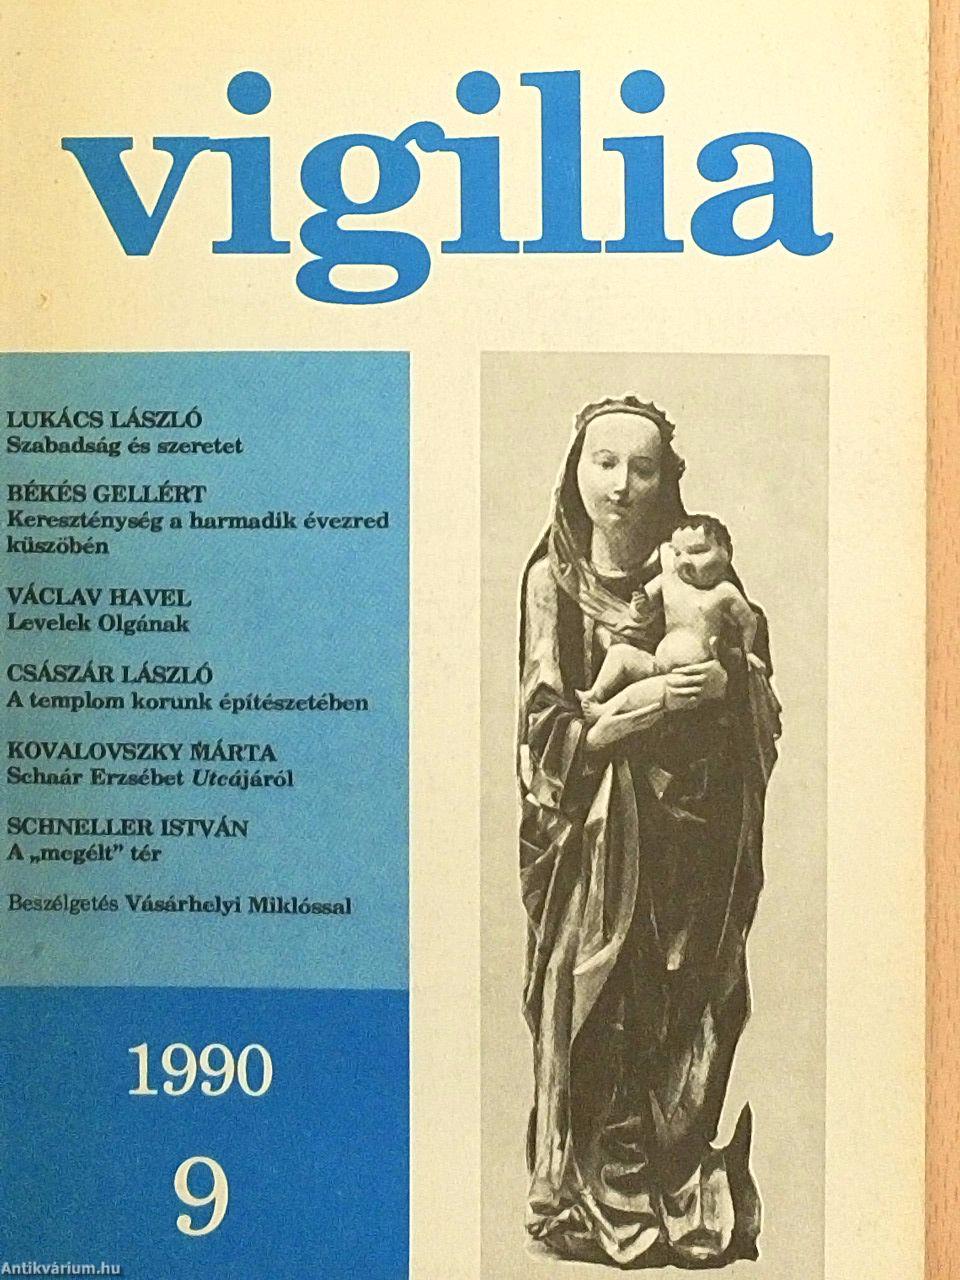 vigilia
LUKÁCS LÁSZLÓ
Szabadság és szeretet
BÉKÉS GELLÉRT
Kereszténység a harmadik évezred
küszöbén
VÁCLAV HAVEL
Levelek Olgának
CSÁSZÁR LÁSZLÓ
A templom korunk építészetében
KOVALOVSZKY MÁRTA
Schaár Erzsébet Utcájáról
SCHNELLER ISTVÁN
A „megélt” tér
Beszélgetés Vásárhelyi Miklóssal
1990
9
Antikvárium.hu